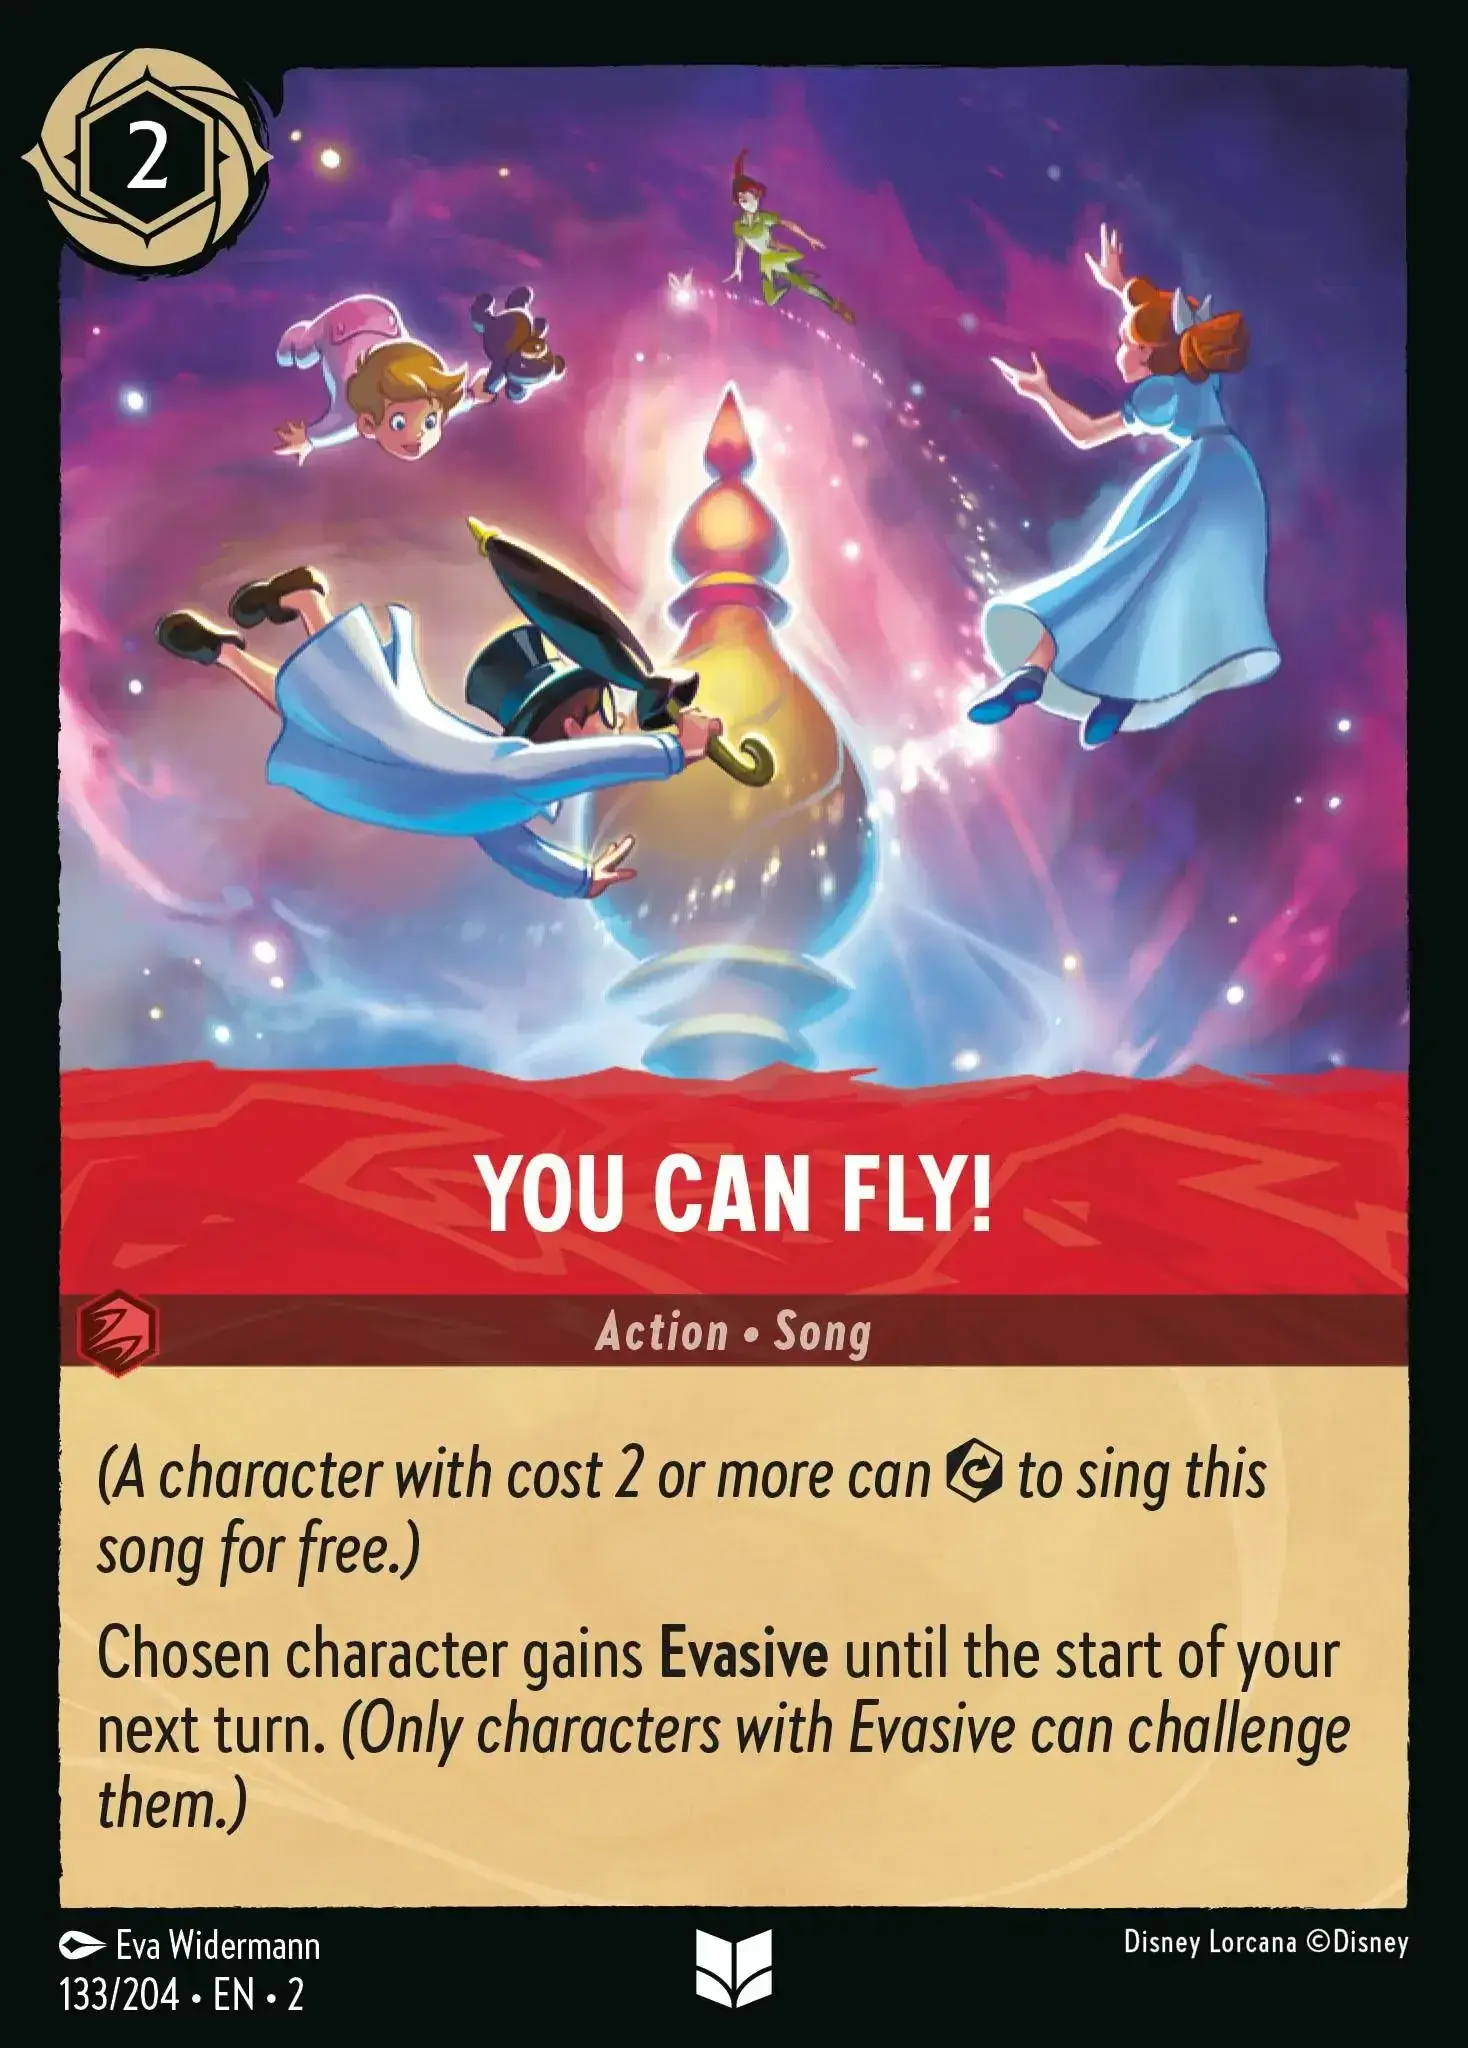 2
YOU CAN FLY!
Action • Song
(A character with cost 2 or more can to sing this
song for free.)
Chosen character gains Evasive until the start of your
next turn. (Only characters with Evasive can challenge
them.)
Eva Widermann
Disney Lorcana ©Disney
133/204 • EN • 2